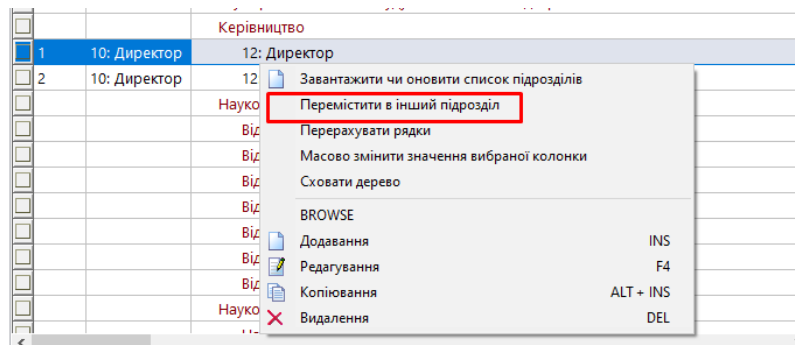 Керівництво
1 10: Директор 12: Директор
2 10: Директор 12
Завантажити чи оновити список підрозділів
Науко Перемістити в інший підрозділ
Від Перерахувати рядки
Від Масово змінити значення вибраної колонки
Від Сховати дерево
Від
BROWSE
Від Додавання INS
Від Редагування F4
Від Копіювання ALT + INS
Науко Видалення DEL